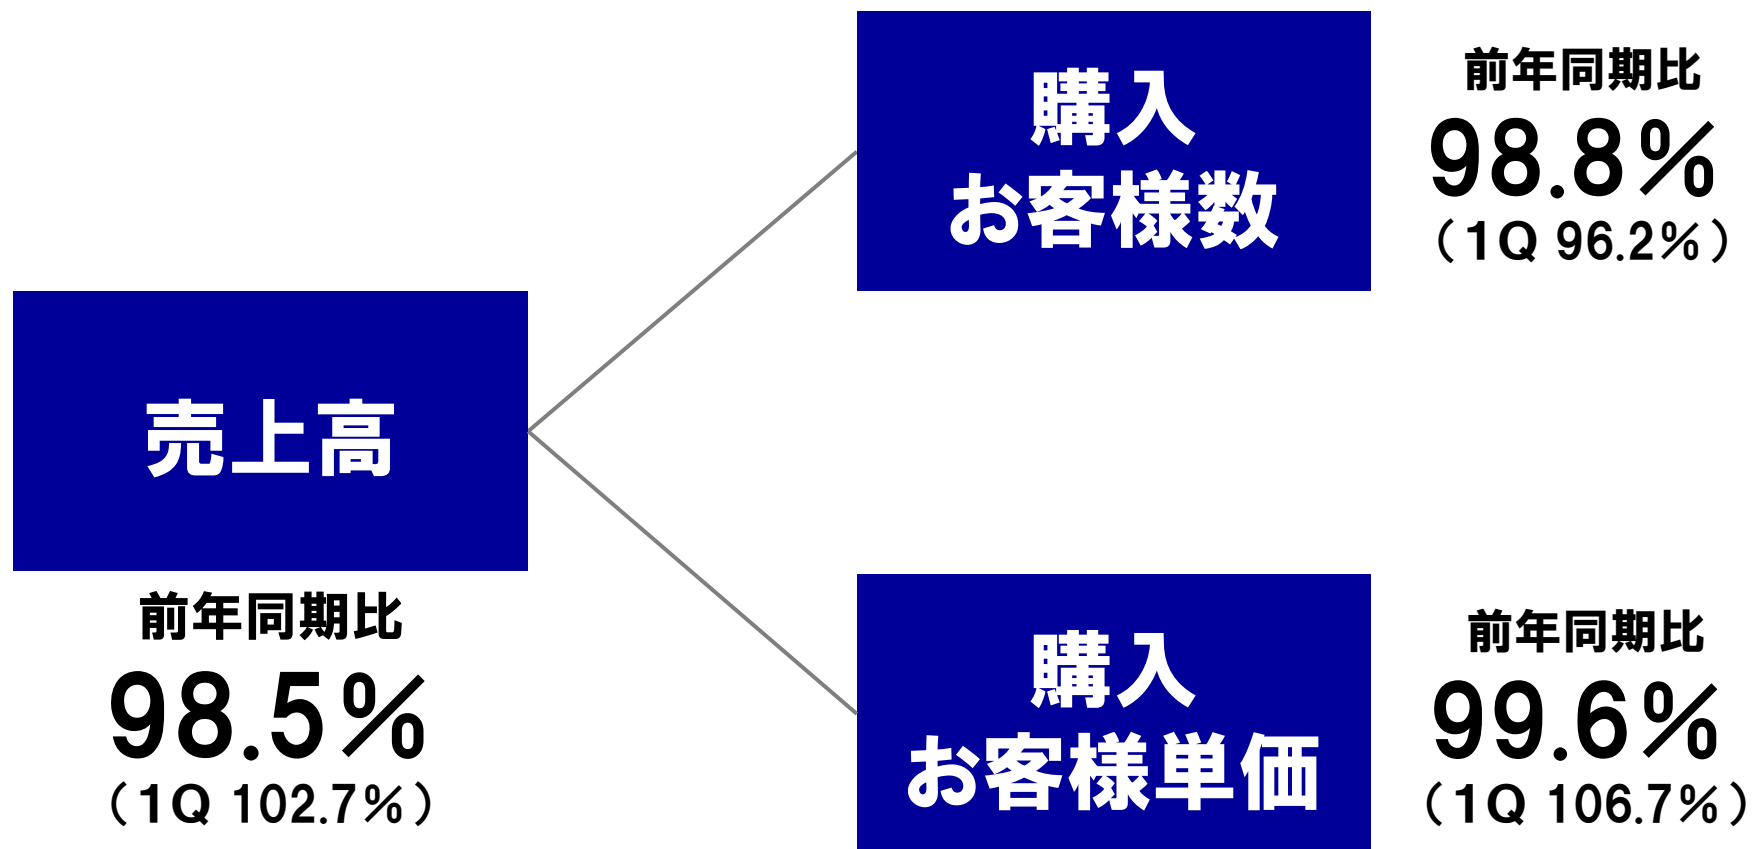 売上高
前年同期比
98.5%
（1Q 102.7%）
購入
お客様数
前年同期比
98.8%
（1Q 96.2%）
購入
お客様単価
前年同期比
99.6%
（1Q 106.7%）